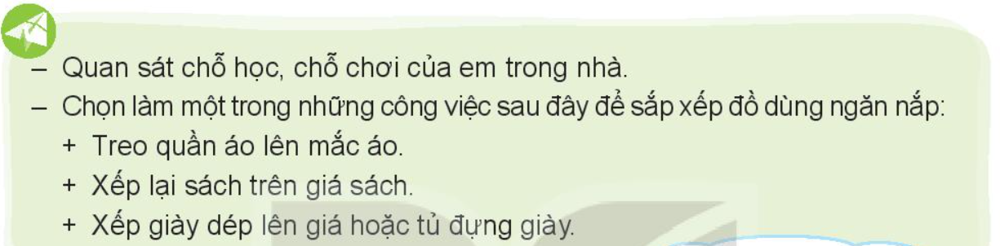 – Quan sát chỗ học, chỗ chơi của em trong nhà.
– Chọn làm một trong những công việc sau đây để sắp xếp đồ dùng ngăn nắp:
+ Treo quần áo lên mắc áo.
+ Xếp lại sách trên giá sách.
+ Xếp giày dép lên giá hoặc tủ đựng giày.